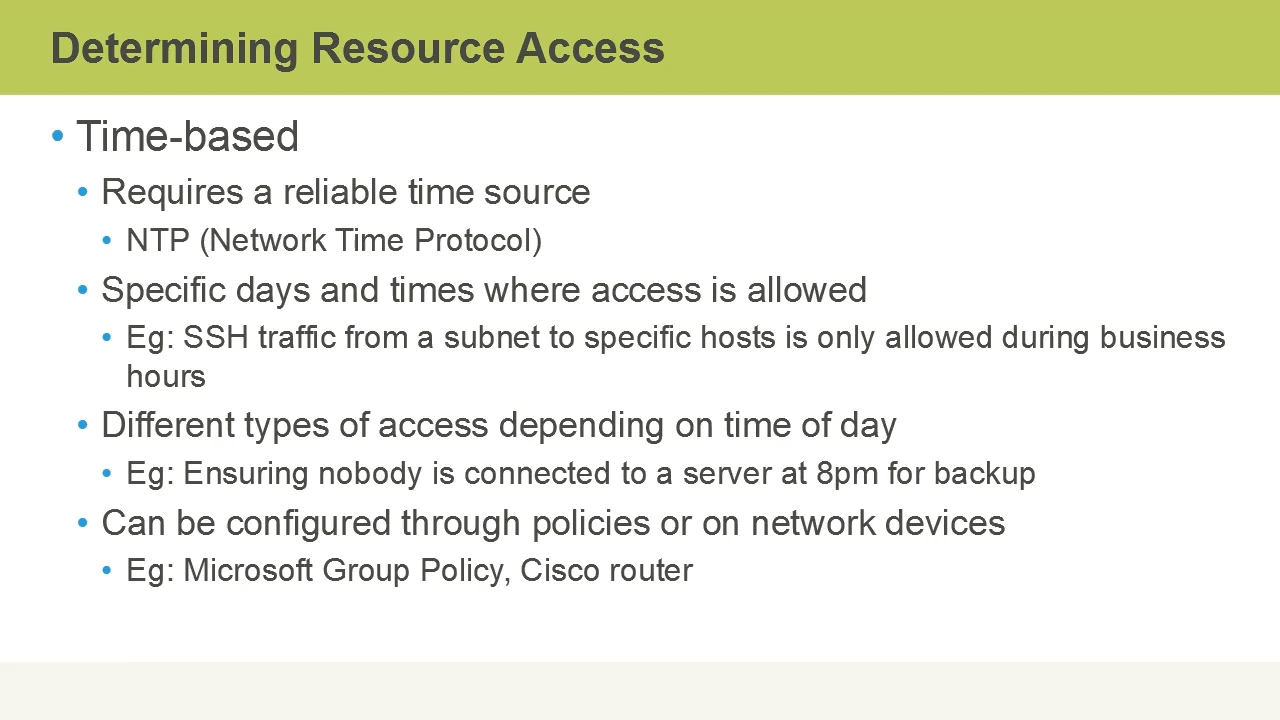 Determining Resource Access
• Time-based
• Requires a reliable time source
• NTP (Network Time Protocol)
• Specific days and times where access is allowed
• Eg: SSH traffic from a subnet to specific hosts is only allowed during business
hours
• Different types of access depending on time of day
• Eg: Ensuring nobody is connected to a server at 8pm for backup
• Can be configured through policies or on network devices
• Eg: Microsoft Group Policy, Cisco router